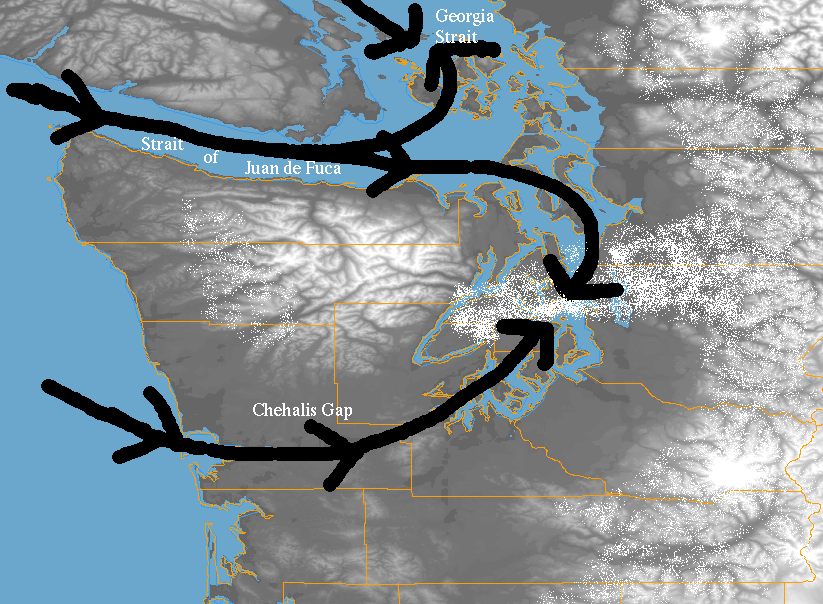 Georgia
Strait
Strait of Juan de Fuca
Chehalis Gap